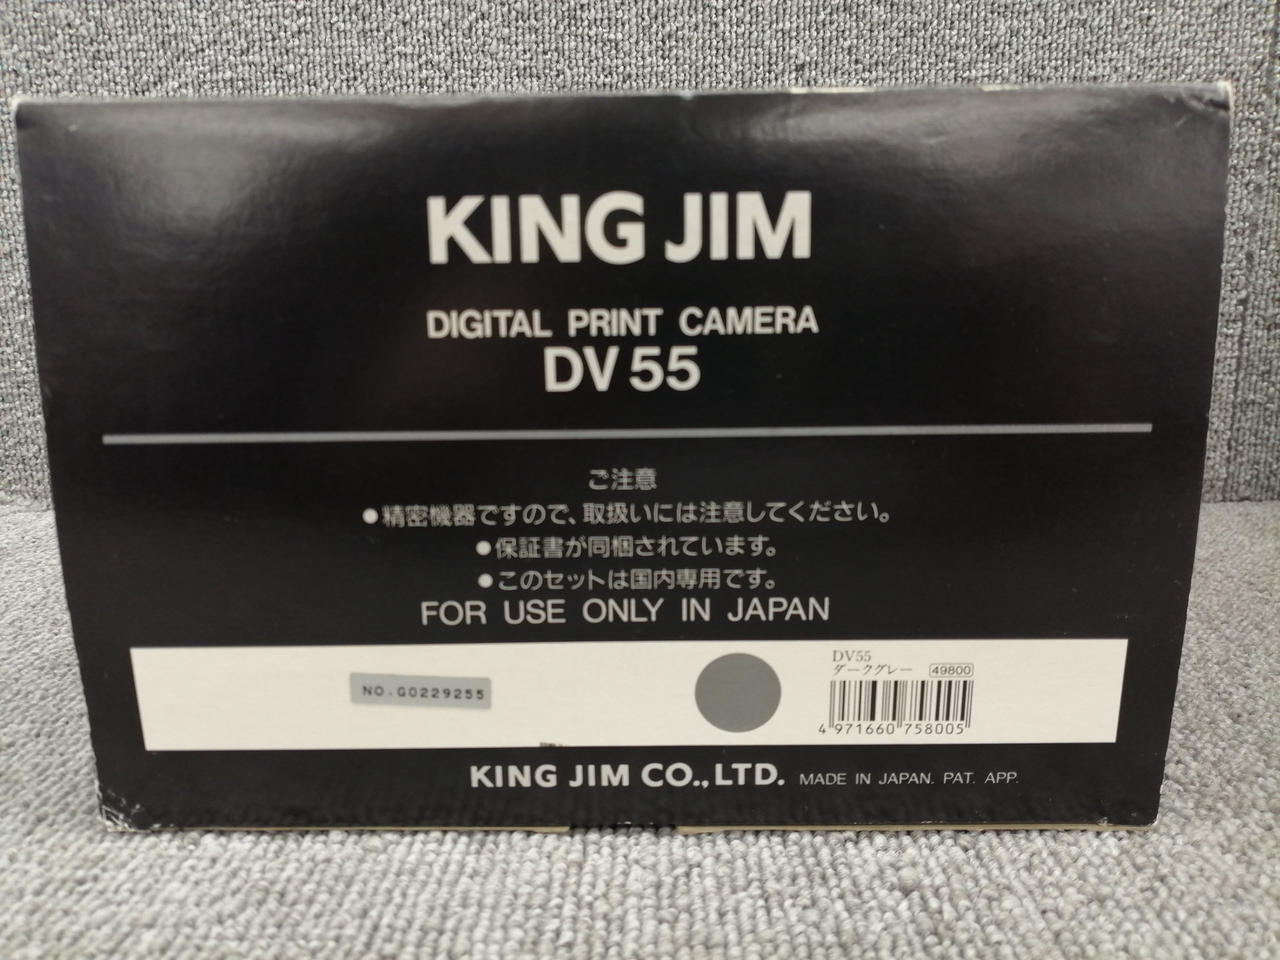 KING JIM
DIGITAL PRINT CAMERA
DV55
ご注意
●精密機器ですので、取扱いには注意してください。
●保証書が同梱されています。
●このセットは国内専用です。
FOR USE ONLY IN JAPAN
NO.G0229255
DV55
ダークグレー 49800
4 971660 758005
KING JIM CO.,LTD. MADE IN JAPAN. PAT. APP.